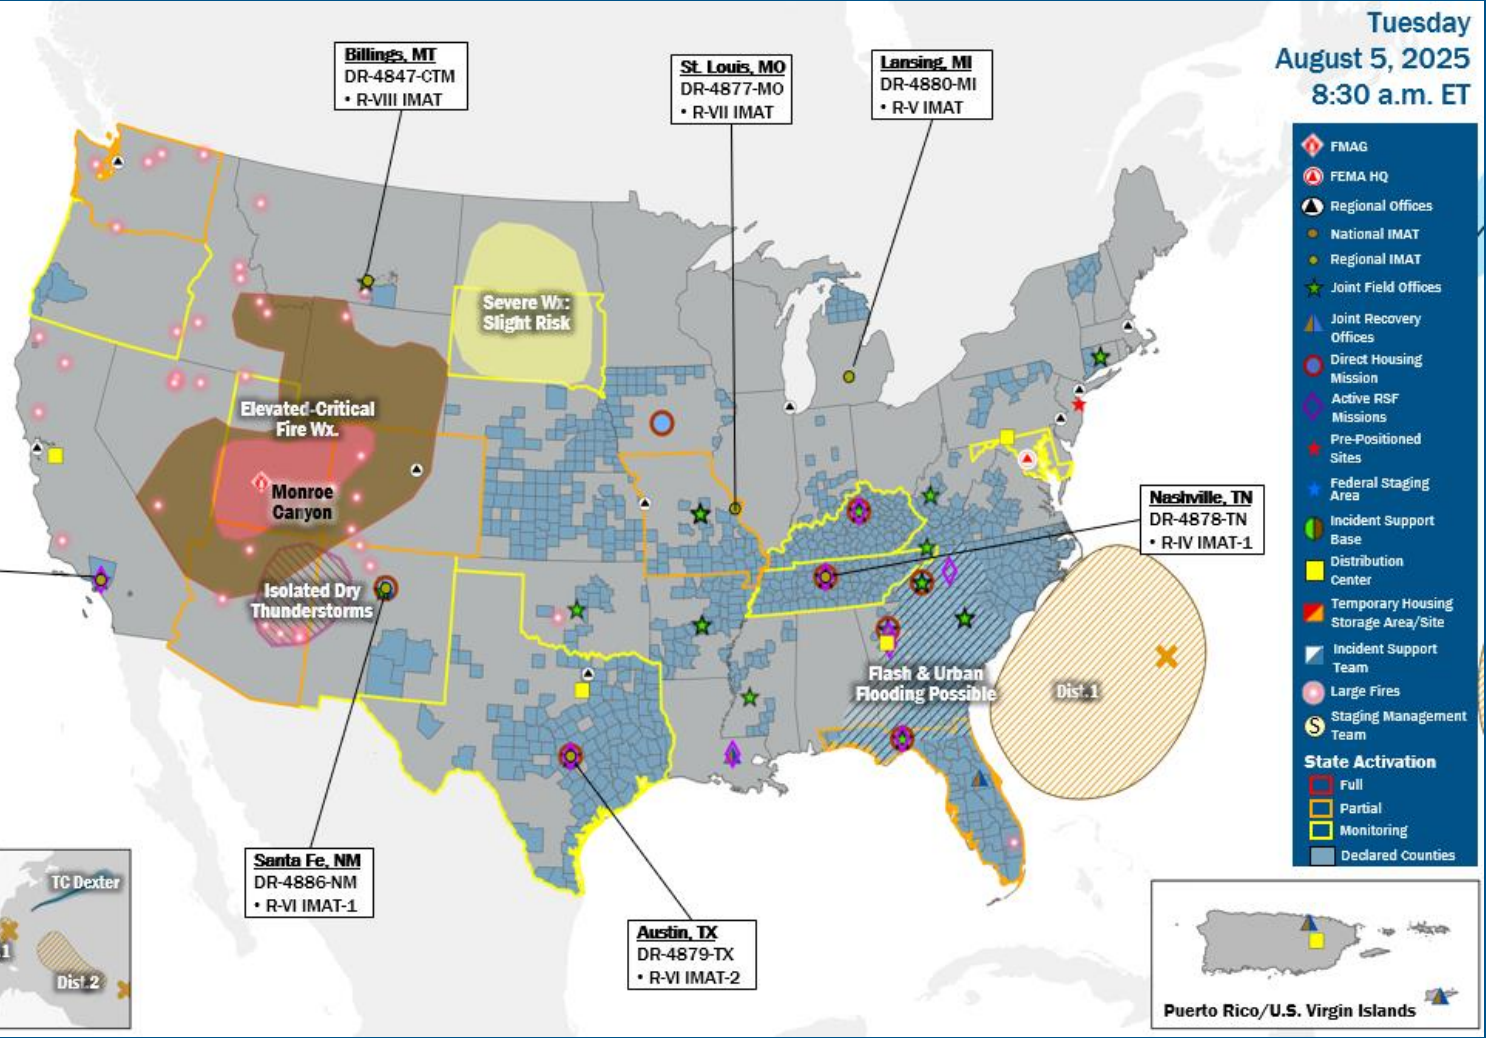 Tuesday
August 5, 2025
8:30 a.m. ET
Billings, MT
DR-4847-CTM
• R-VIII IMAT
St. Louis, MO
DR-4877-MO
• R-VII IMAT
Lansing, MI
DR-4880-MI
• R-V IMAT
Severe Wx:
Slight Risk
Elevated-Critical
Fire Wx.
Monroe
Canyon
Isolated Dry
Thunderstorms
Nashville, TN
DR-4878-TN
• R-IV IMAT-1
Flash & Urban
Flooding Possible
Dist.1
Santa Fe, NM
DR-4886-NM
• R-VI IMAT-1
Austin, TX
DR-4879-TX
• R-VI IMAT-2
TC Dexter
.1
Dist.2
FMAG
FEMA HQ
Regional Offices
National IMAT
Regional IMAT
Joint Field Offices
Joint Recovery
Offices
Direct Housing
Mission
Active RSF
Missions
Pre-Positioned
Sites
Federal Staging
Area
Incident Support
Base
Distribution
Center
Temporary Housing
Storage Area/Site
Incident Support
Team
Large Fires
S
Staging Management
Team
State Activation
Full
Partial
Monitoring
Declared Counties
Puerto Rico/U.S. Virgin Islands